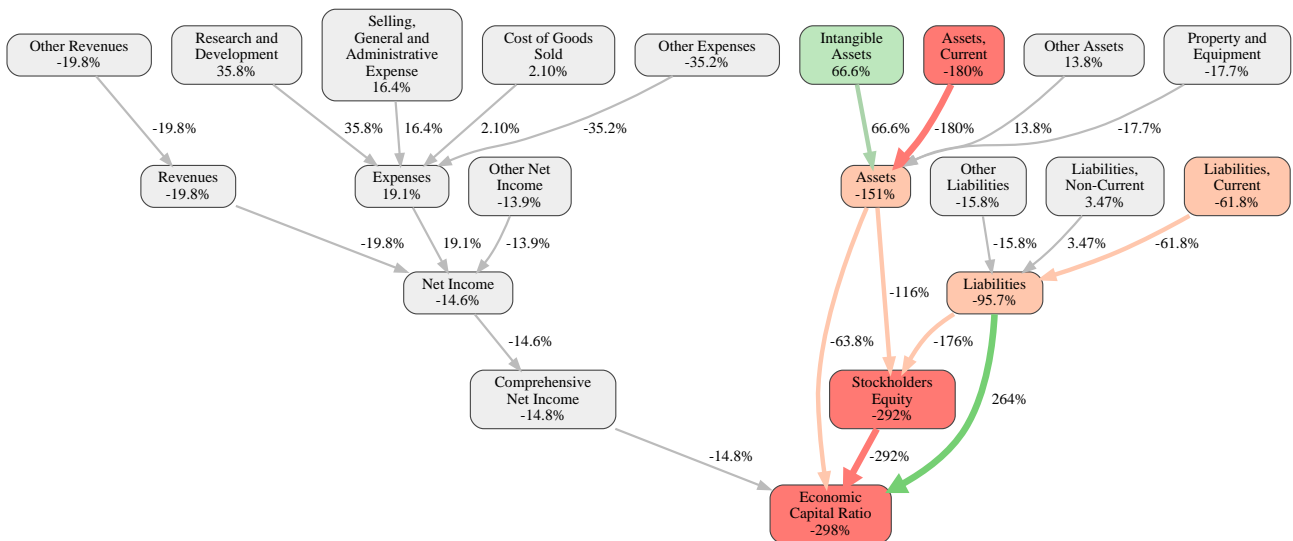 Other Revenues
-19.8%
Research and
Development
35.8%
Selling,
General and
Administrative
Expense
16.4%
Cost of Goods
Sold
2.10%
Other Expenses
-35.2%
Intangible
Assets
66.6%
Assets,
Current
-180%
Other Assets
13.8%
Property and
Equipment
-17.7%
-19.8%
35.8%
16.4%
2.10%
-35.2%
66.6%
-180%
13.8%
-17.7%
Revenues
-19.8%
Expenses
19.1%
Other Net
Income
-13.9%
Assets
-151%
Other
Liabilities
-15.8%
Liabilities,
Non-Current
3.47%
Liabilities,
Current
-61.8%
-19.8%
19.1%
-13.9%
-15.8%
3.47%
-61.8%
Net Income
-14.6%
Liabilities
-95.7%
-116%
-14.6%
-63.8%
-176%
Comprehensive
Net Income
-14.8%
Stockholders
Equity
-292%
264%
-14.8%
-292%
Economic
Capital Ratio
-298%